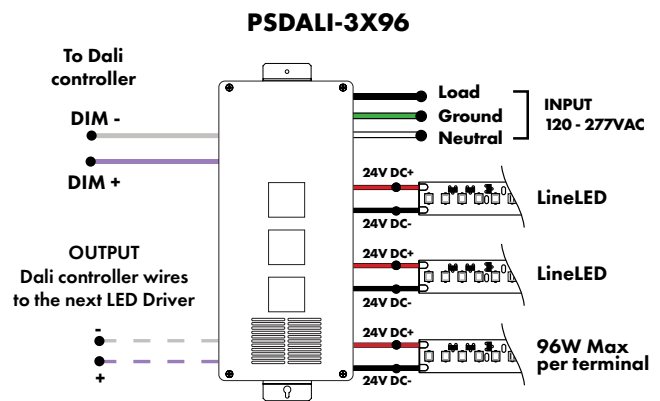 PSDALI-3X96
To Dali
controller
DIM -
DIM +
OUTPUT
Dali controller wires
to the next LED Driver
-
+
Load
Ground
Neutral
INPUT
120 - 277VAC
24V DC+
24V DC-
LineLED
24V DC+
24V DC-
LineLED
24V DC+
24V DC-
96W Max
per terminal